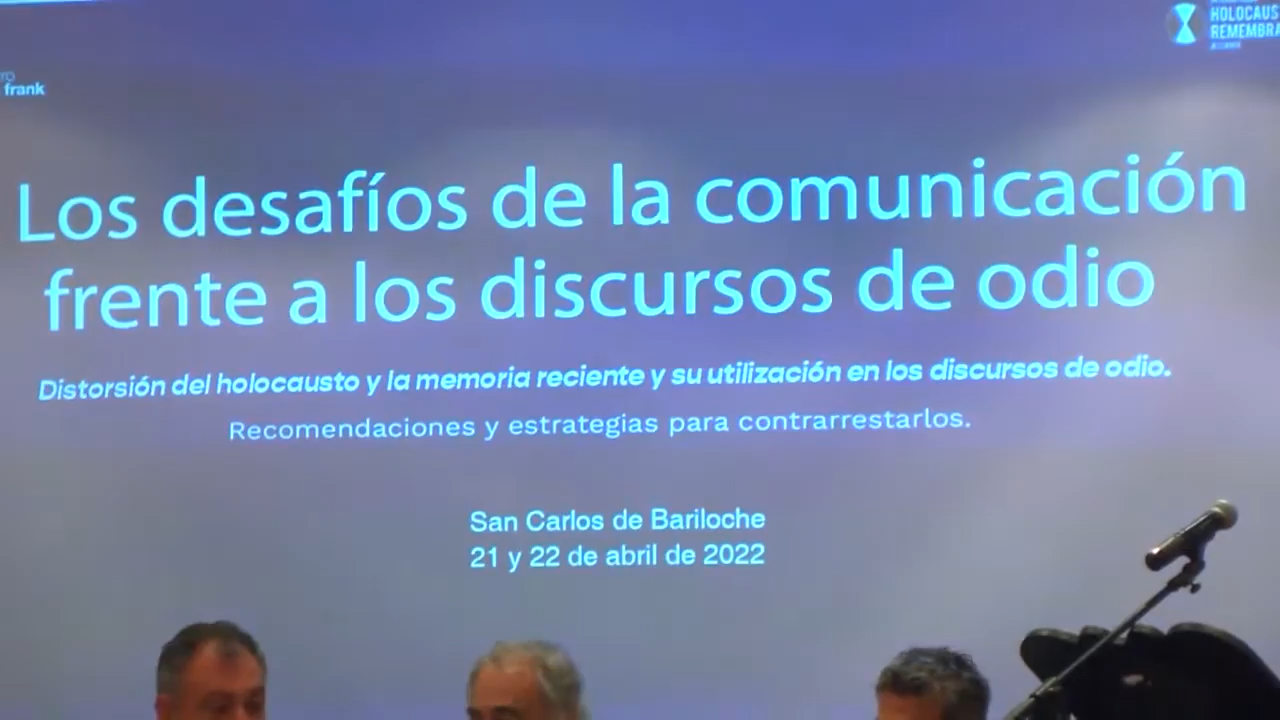 HOLOCAUS
REMEMBRA
frank
Los desafíos de la comunicación
frente a los discursos de odio
Distorsión del holocausto y la memoria reciente y su utilización en los discursos de odio.
Recomendaciones y estrategias para contrarrestarlos.
San Carlos de Bariloche
21 y 22 de abril de 2022